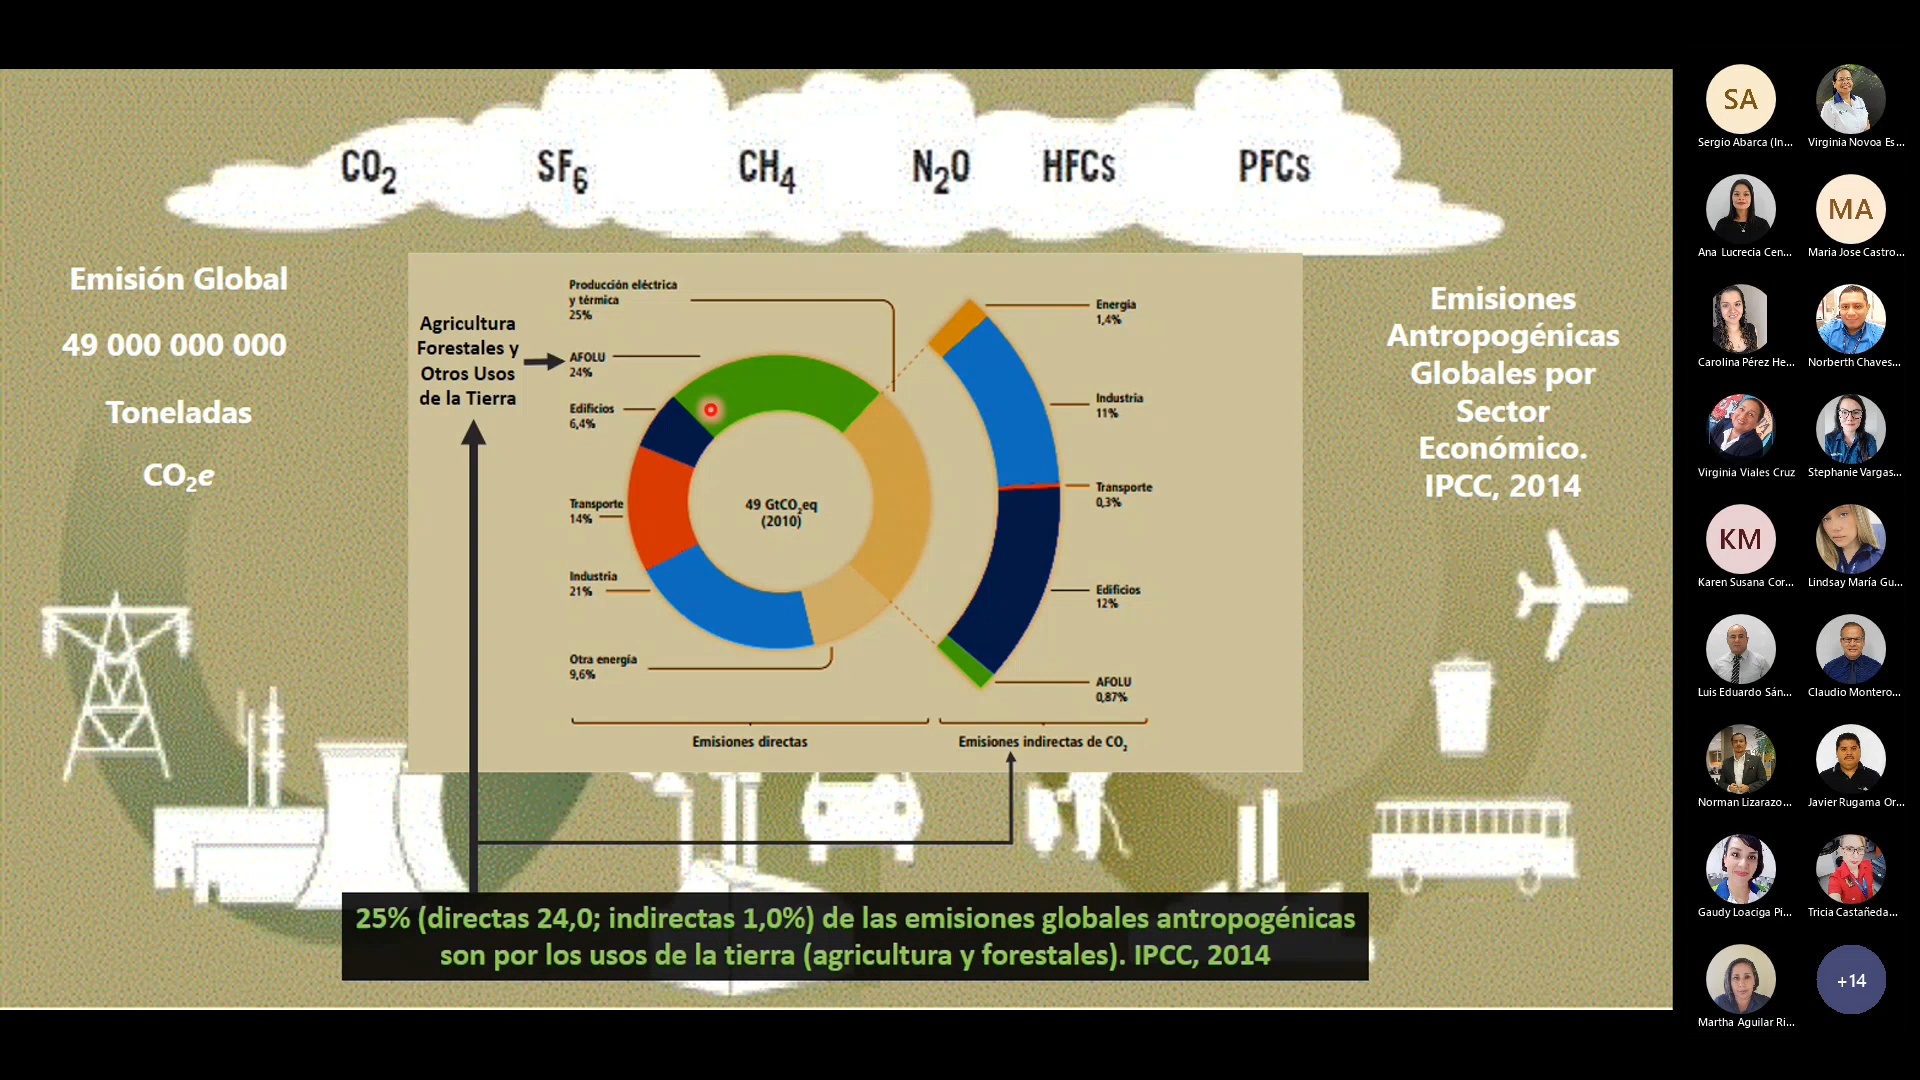 CO₂ SF₆ CH₄ N₂O HFCs PFCs
Emisión Global
49 000 000 000
Toneladas
CO₂e
Agricultura
Forestales y
Otros Usos
de la Tierra
Producción eléctrica
y térmica
25%
AFOLU
24%
Edificios
6,4%
Transporte
14%
Industria
21%
Otra energía
9,6%
49 GtCO₂eq
(2010)
Energía
1,4%
Industria
11%
Transporte
0,3%
Edificios
12%
AFOLU
0,87%
Emisiones directas
Emisiones indirectas de CO₂
Emisiones
Antropogénicas
Globales por
Sector
Económico.
IPCC, 2014
25% (directas 24,0; indirectas 1,0%) de las emisiones globales antropogénicas
son por los usos de la tierra (agricultura y forestales). IPCC, 2014
SA
Sergio Abarca (In...
Virginia Novoa Es...
Ana Lucrecia Cen...
MA
Maria Jose Castro...
Carolina Pérez He...
Norberth Chaves...
Virginia Viales Cruz
Stephanie Vargas...
KM
Karen Susana Cor...
Lindsay María Gu...
Luis Eduardo Sán...
Claudio Montero...
Norman Lizarazo...
Javier Rugama Or...
Gaudy Loaciga Pi...
Tricia Castañeda...
Martha Aguilar Ri...
+14